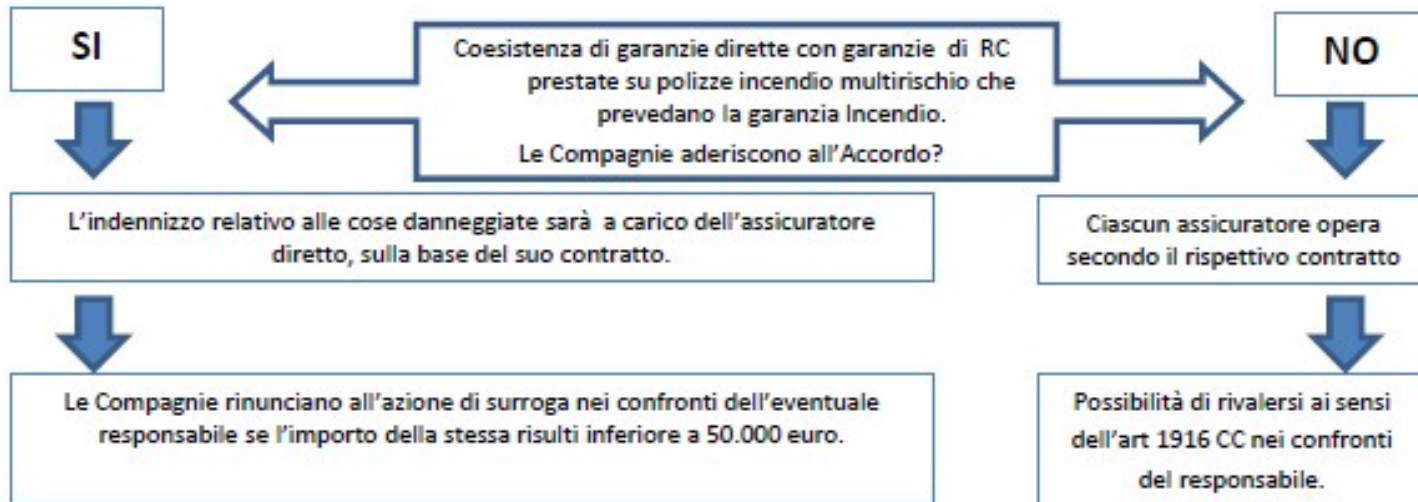 SI
Coesistenza di garanzie dirette con garanzie di RC
prestate su polizze incendio multirischio che
prevedano la garanzia Incendio.
Le Compagnie aderiscono all'Accordo?
NO
L'indennizzo relativo alle cose danneggiate sarà a carico dell'assicuratore
diretto, sulla base del suo contratto.
Ciascun assicuratore opera
secondo il rispettivo contratto
Le Compagnie rinunciano all'azione di surroga nei confronti dell'eventuale
responsabile se l'importo della stessa risulti inferiore a 50.000 euro.
Possibilità di rivalersi ai sensi
dell'art 1916 CC nei confronti
del responsabile.